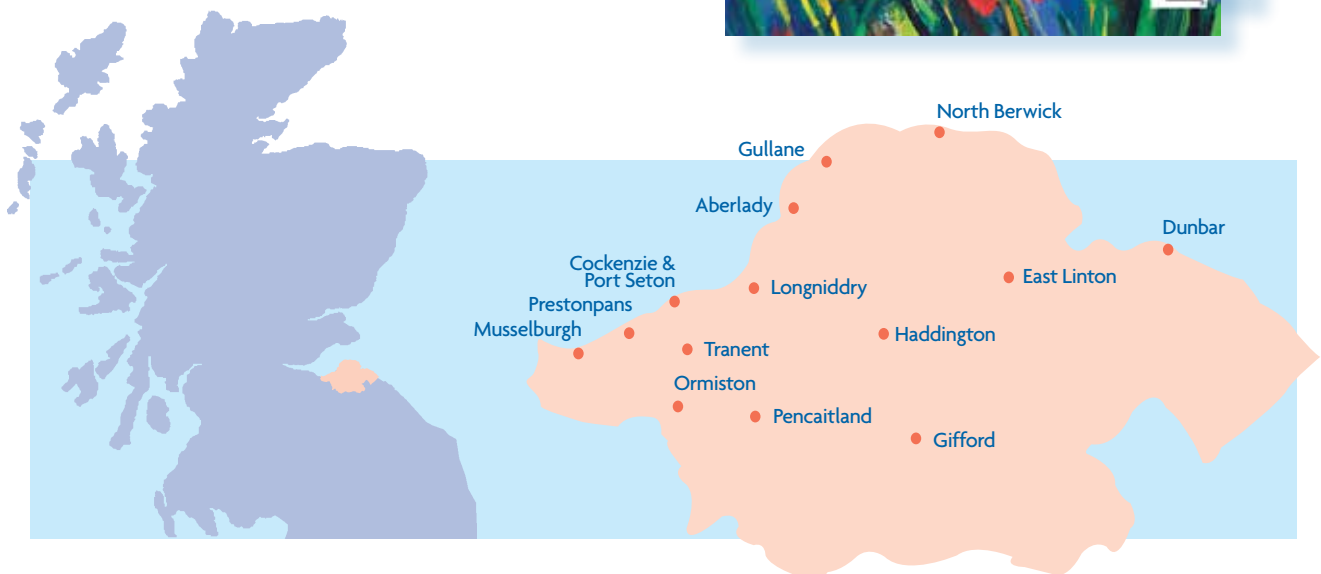 North Berwick
Gullane
Aberlady
Dunbar
Cockenzie &
Port Seton
East Linton
Longniddry
Prestonpans
Musselburgh
Haddington
Tranent
Ormiston
Pencaitland
Gifford